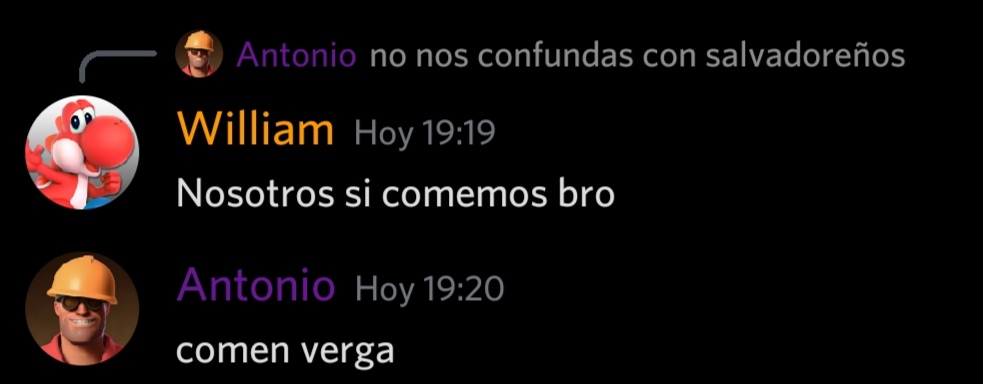 Antonio no nos confundas con salvadoreños
William Hoy 19:19
Nosotros si comemos bro
Antonio Hoy 19:20
comen verga